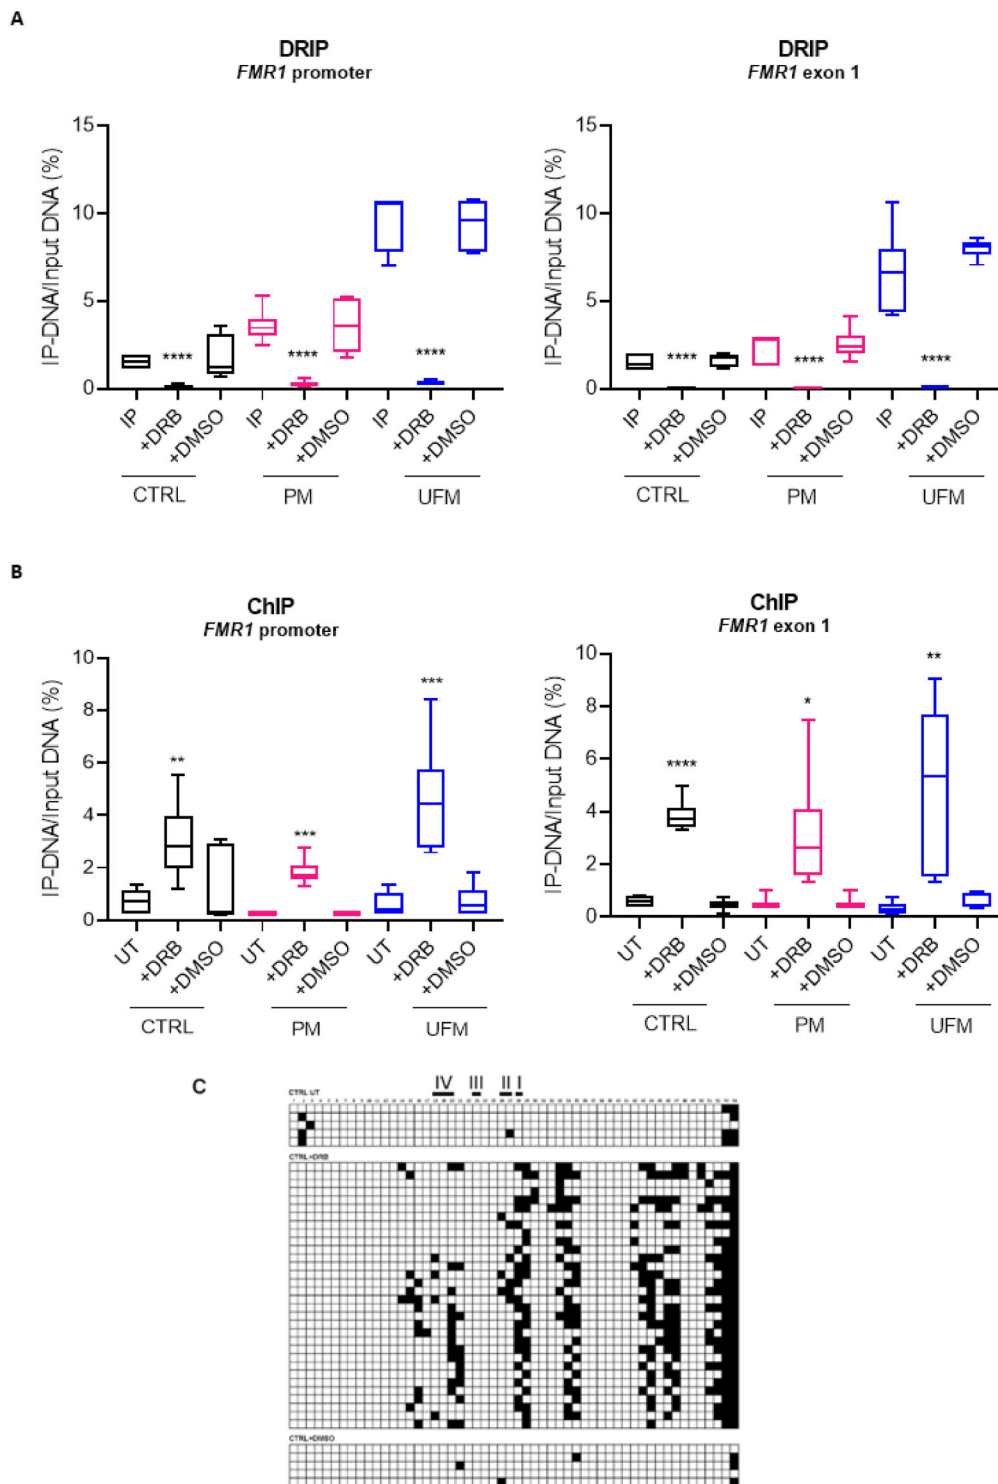 A
DRIP
FMR1 promoter
IP-DNA/Input DNA (%)
15
10
5
0
****
****
****
IP
+DRB
+DMSO
IP
+DRB
+DMSO
IP
+DRB
+DMSO
CTRL
PM
UFM
DRIP
FMR1 exon 1
IP-DNA/Input DNA (%)
15
10
5
0
****
****
****
IP
+DRB
+DMSO
IP
+DRB
+DMSO
IP
+DRB
+DMSO
CTRL
PM
UFM
B
ChIP
FMR1 promoter
IP-DNA/Input DNA (%)
10
8
6
4
2
0
**
***
***
UT
+DRB
+DMSO
UT
+DRB
+DMSO
UT
+DRB
+DMSO
CTRL
PM
UFM
ChIP
FMR1 exon 1
IP-DNA/Input DNA (%)
10
8
6
4
2
0
****
*
**
UT
+DRB
+DMSO
UT
+DRB
+DMSO
UT
+DRB
+DMSO
CTRL
PM
UFM
C
IV III II I
CTRL UT
CTRL+DRB
CTRL+DMSO